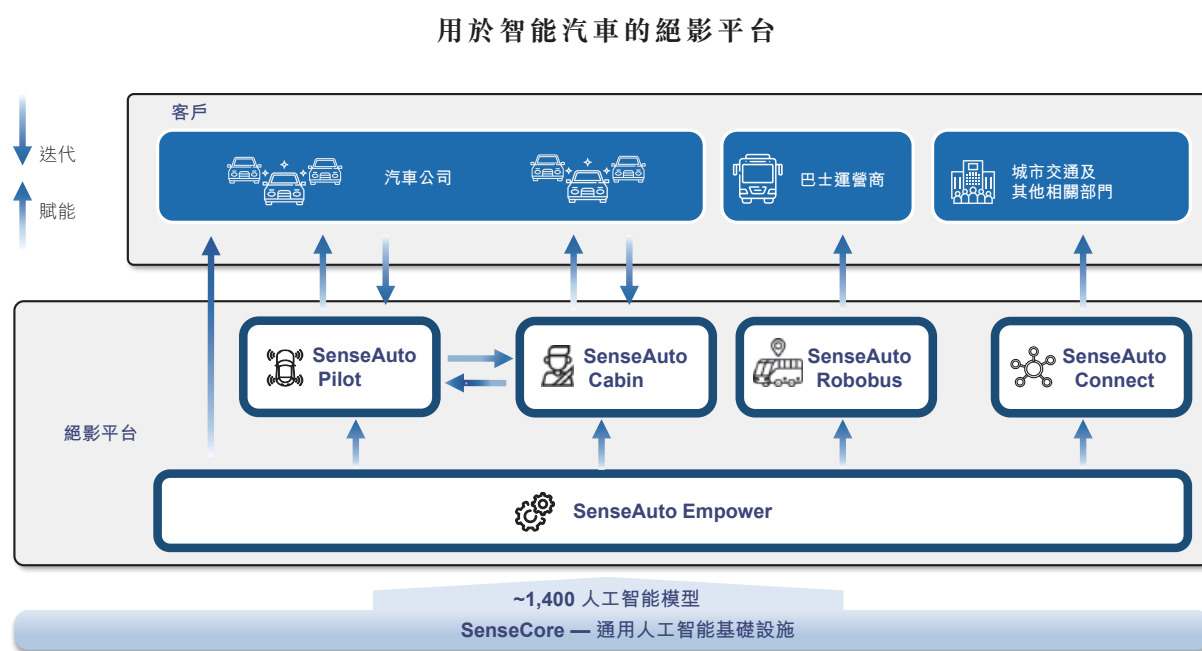 用於智能汽車的絕影平台
客戶
迭代
賦能
汽車公司
巴士運營商
城市交通及
其他相關部門
SenseAuto
Pilot
SenseAuto
Cabin
SenseAuto
Robobus
SenseAuto
Connect
絕影平台
SenseAuto Empower
~1,400 人工智能模型
SenseCore — 通用人工智能基礎設施